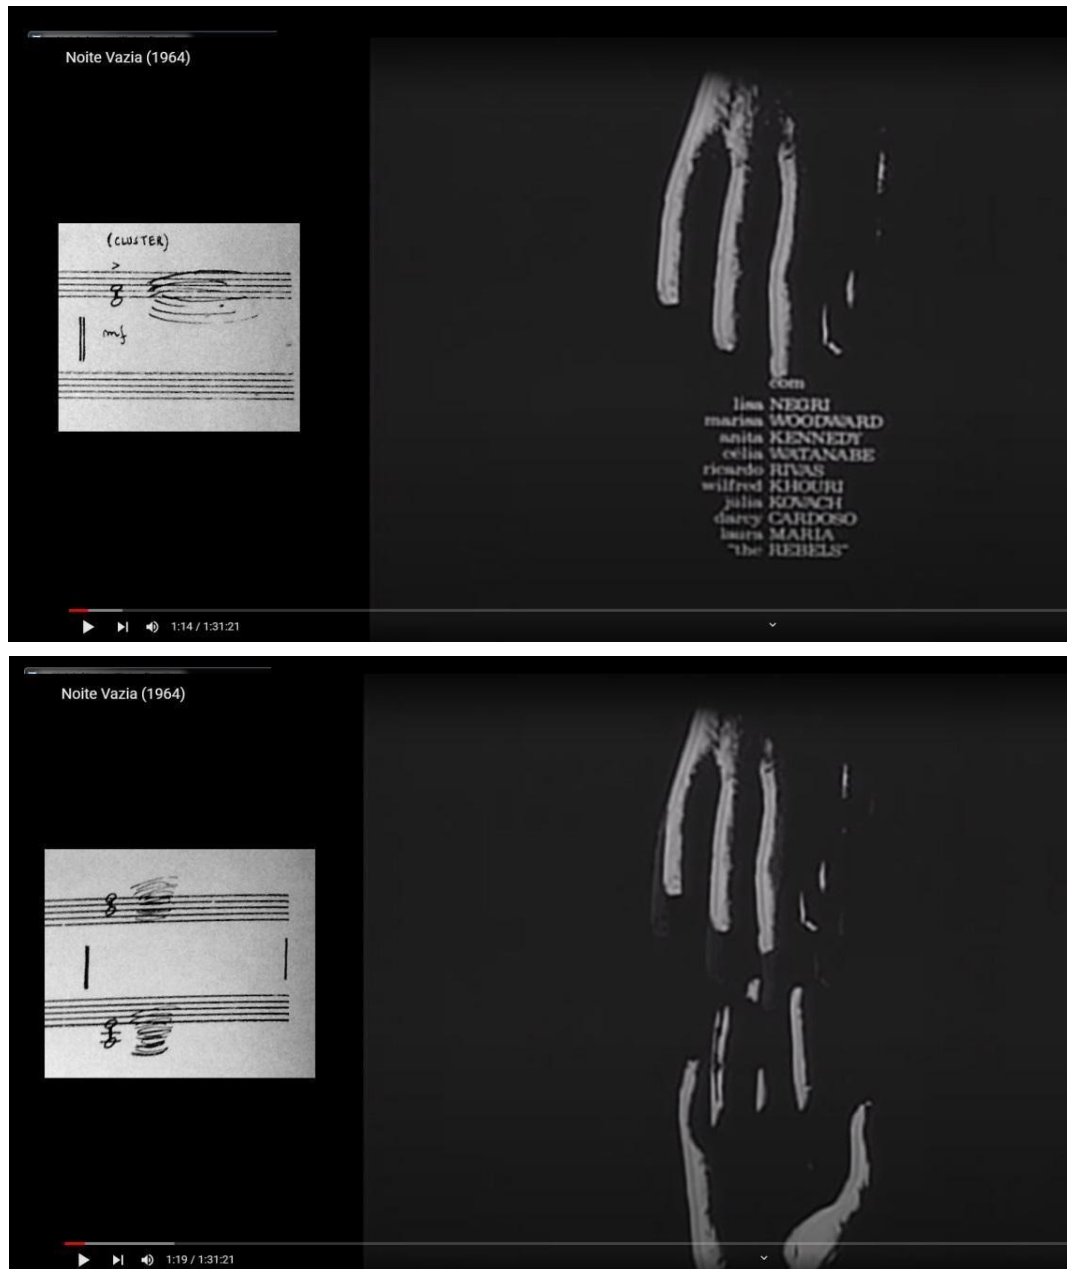 Noite Vazia (1964)
(CLUSTER)
mf
com
lisa NEGRI
marisa WOODWARD
anita KENNEDY
célia WATANABE
ricardo RIVAS
wilfred KHOURI
júlia KOVACH
darcy CARDOSO
laura MARIA
"the REBELS"
1:14 / 1:31:21
Noite Vazia (1964)
1:19 / 1:31:21